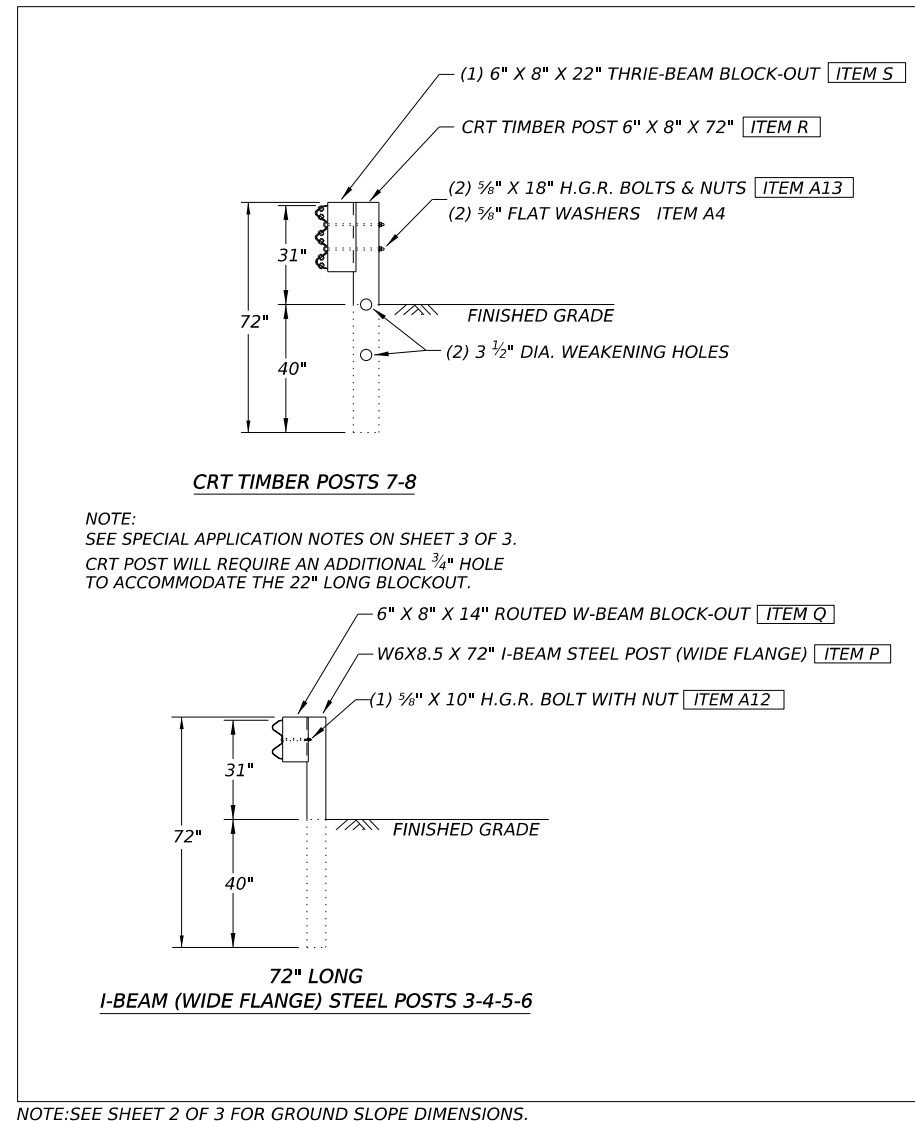 (1) 6" X 8" X 22" THRIE-BEAM BLOCK-OUT ITEM S
CRT TIMBER POST 6" X 8" X 72" ITEM R
(2) ⅝" X 18" H.G.R. BOLTS & NUTS ITEM A13
(2) ⅝" FLAT WASHERS ITEM A4
31"
72"
FINISHED GRADE
(2) 3 ½" DIA. WEAKENING HOLES
40"
CRT TIMBER POSTS 7-8
NOTE:
SEE SPECIAL APPLICATION NOTES ON SHEET 3 OF 3.
CRT POST WILL REQUIRE AN ADDITIONAL ¾" HOLE
TO ACCOMMODATE THE 22" LONG BLOCKOUT.
6" X 8" X 14" ROUTED W-BEAM BLOCK-OUT ITEM Q
W6X8.5 X 72" I-BEAM STEEL POST (WIDE FLANGE) ITEM P
(1) ⅝" X 10" H.G.R. BOLT WITH NUT ITEM A12
31"
72"
FINISHED GRADE
40"
72" LONG
I-BEAM (WIDE FLANGE) STEEL POSTS 3-4-5-6
NOTE:SEE SHEET 2 OF 3 FOR GROUND SLOPE DIMENSIONS.